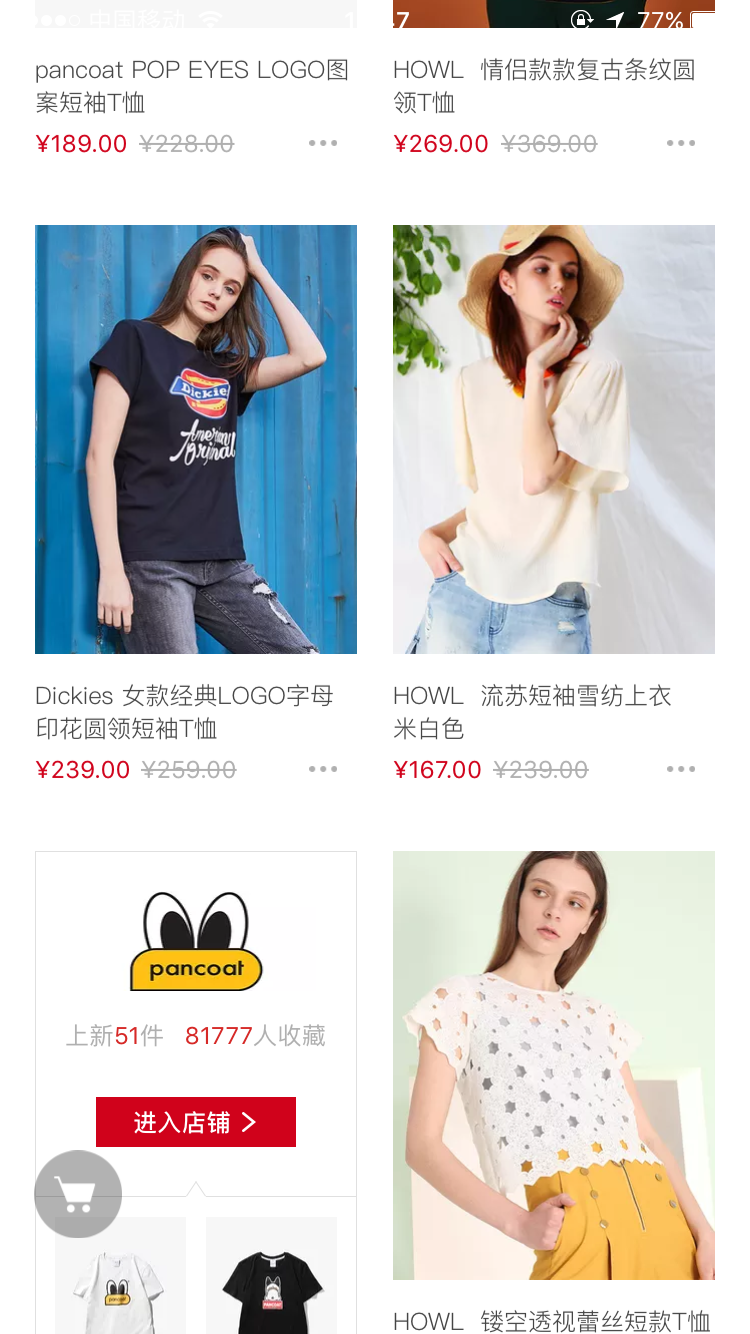 中国移动
77%
pancoat POP EYES LOGO图
案短袖T恤
¥189.00 ¥228.00
HOWL 情侣款款复古条纹圆
领T恤
¥269.00 ¥369.00
Dickie
American
Original
Dickies 女款经典LOGO字母
印花圆领短袖T恤
¥239.00 ¥259.00
HOWL 流苏短袖雪纺上衣
米白色
¥167.00 ¥239.00
pancoat
上新51件 81777人收藏
进入店铺
pancoat
PANCOAT
HOWL 镂空透视蕾丝短款T恤